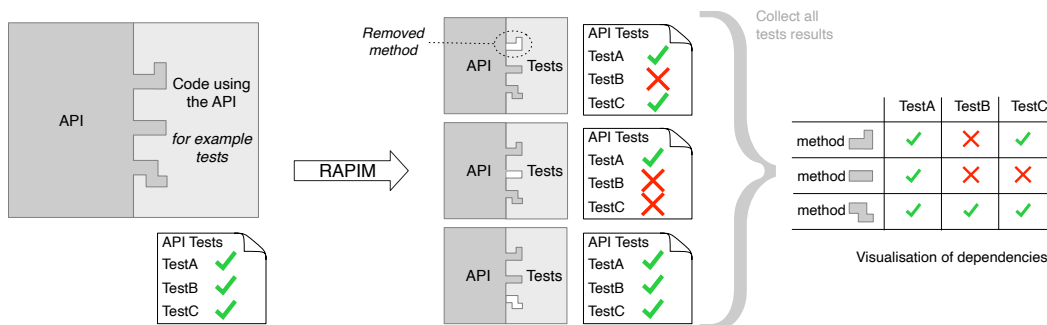 API
Code using
the API
for example
tests
API Tests
TestA
TestB
TestC
RAPIM
Removed
method
API
Tests
API Tests
TestA
TestB
TestC
API
Tests
API Tests
TestA
TestB
TestC
API
Tests
API Tests
TestA
TestB
TestC
Collect all
tests results
TestA TestB TestC
method
method
method
Visualisation of dependencies